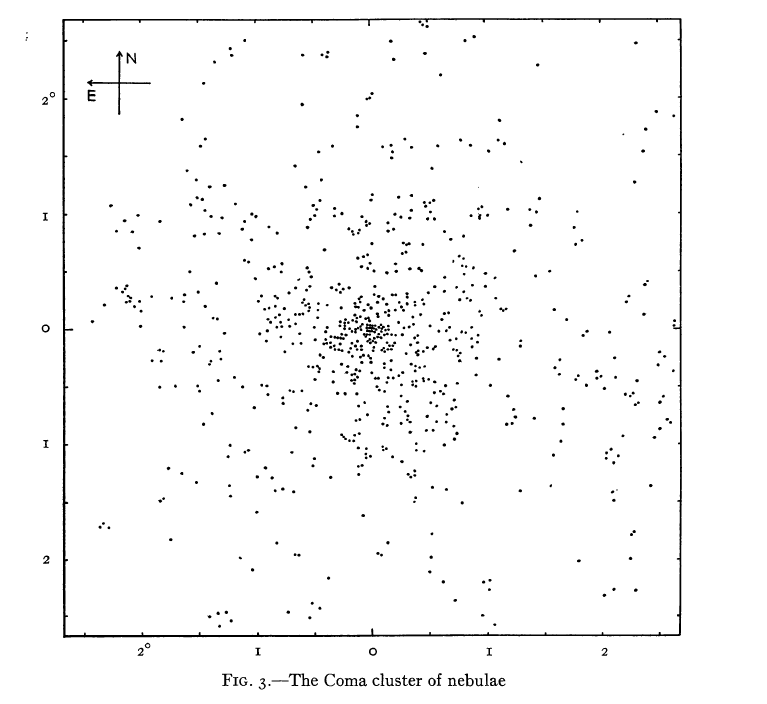 N
E
2°
I
O
I
2
2° I O I 2
FIG. 3.—The Coma cluster of nebulae